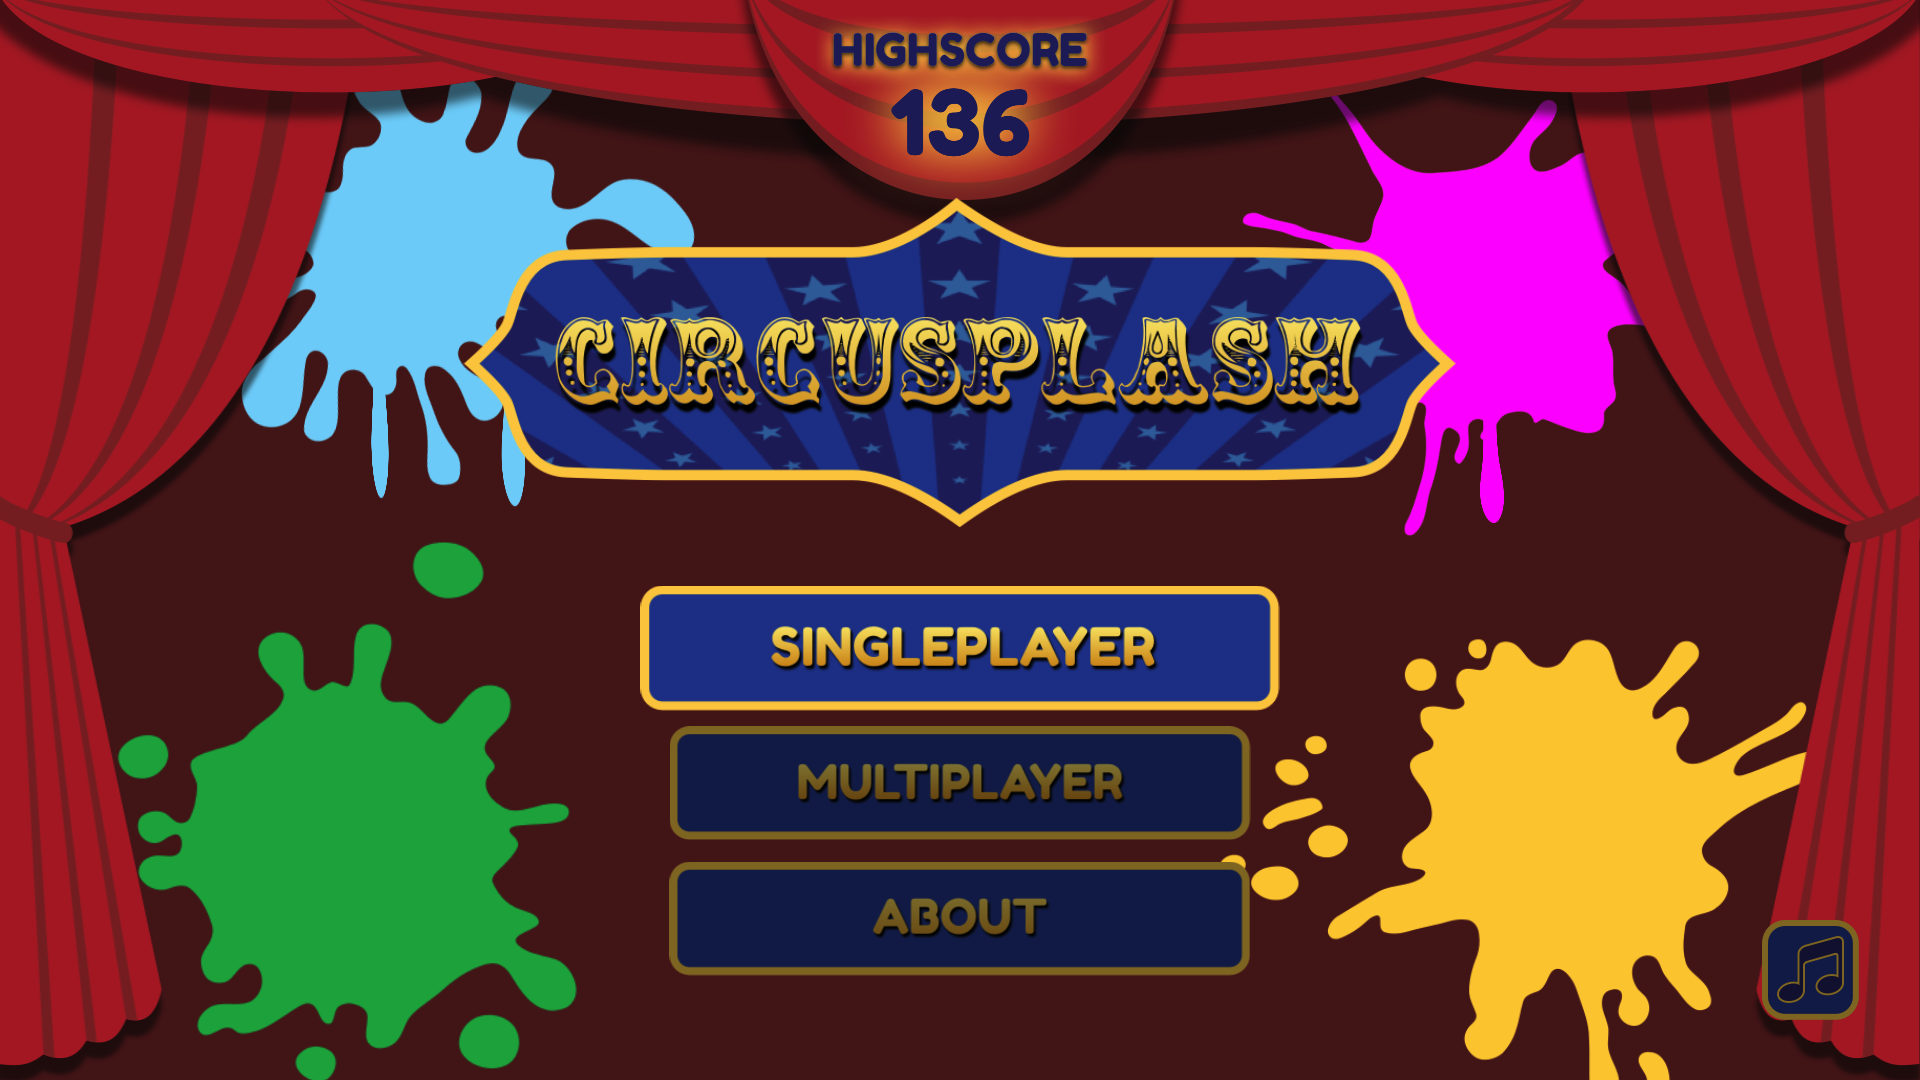 HIGHSCORE
136
CIRCUSPLASH
SINGLEPLAYER
MULTIPLAYER
ABOUT